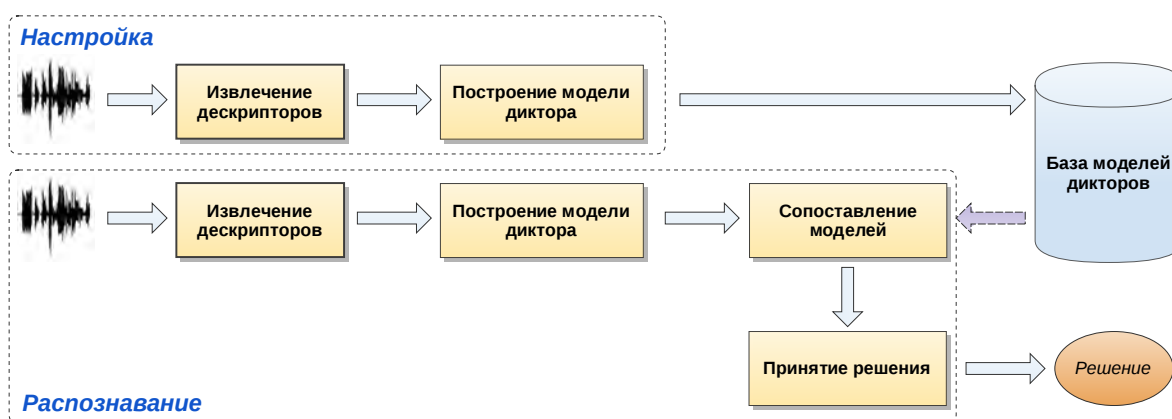 Настройка
Извлечение
дескрипторов
Построение модели
диктора
База моделей
дикторов
Извлечение
дескрипторов
Построение модели
диктора
Сопоставление
моделей
Принятие решения
Решение
Распознавание